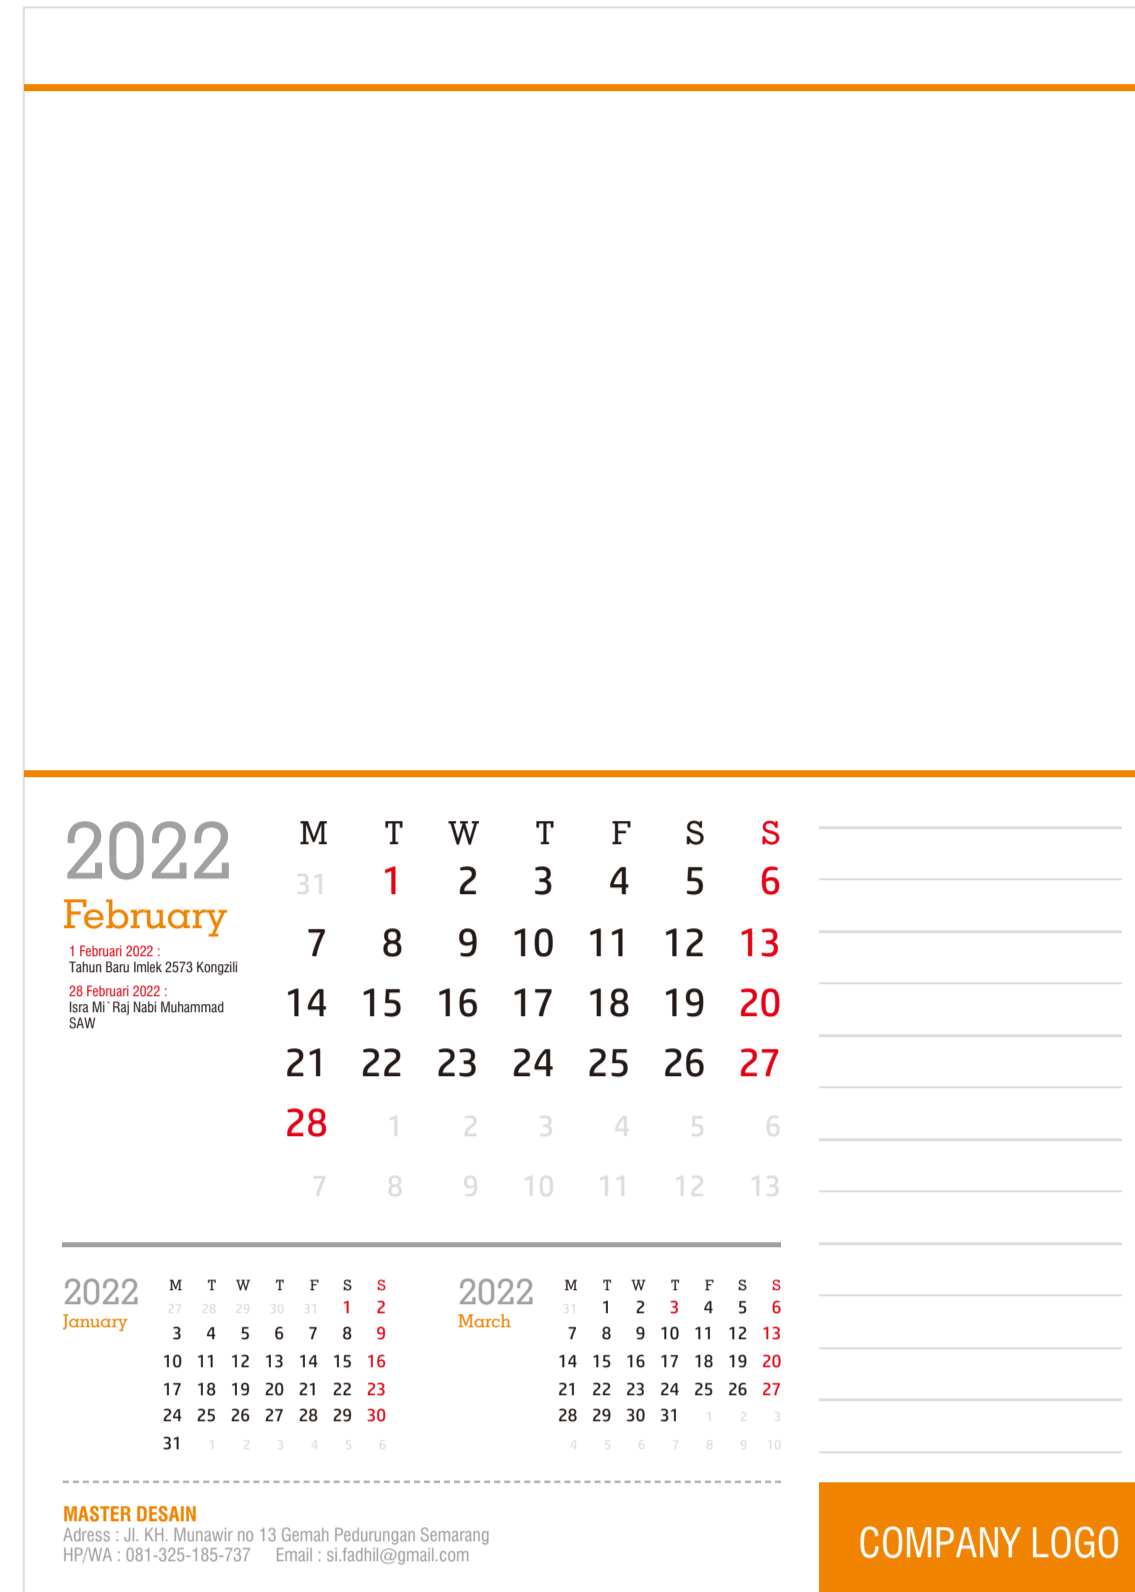 2022
February
1 Februari 2022 :
Tahun Baru Imlek 2573 Kongzili
28 Februari 2022 :
Isra Mi`Raj Nabi Muhammad
SAW
M T W T F S S
31 1 2 3 4 5 6
7 8 9 10 11 12 13
14 15 16 17 18 19 20
21 22 23 24 25 26 27
28 1 2 3 4 5 6
7 8 9 10 11 12 13
2022
January
M T W T F S S
27 28 29 30 31 1 2
3 4 5 6 7 8 9
10 11 12 13 14 15 16
17 18 19 20 21 22 23
24 25 26 27 28 29 30
31 1 2 3 4 5 6
2022
March
M T W T F S S
31 1 2 3 4 5 6
7 8 9 10 11 12 13
14 15 16 17 18 19 20
21 22 23 24 25 26 27
28 29 30 31 1 2 3
4 5 6 7 8 9 10
MASTER DESAIN
Adress : Jl. KH. Munawir no 13 Gemah Pedurungan Semarang
HP/WA : 081-325-185-737 Email : si.fadhil@gmail.com
COMPANY LOGO